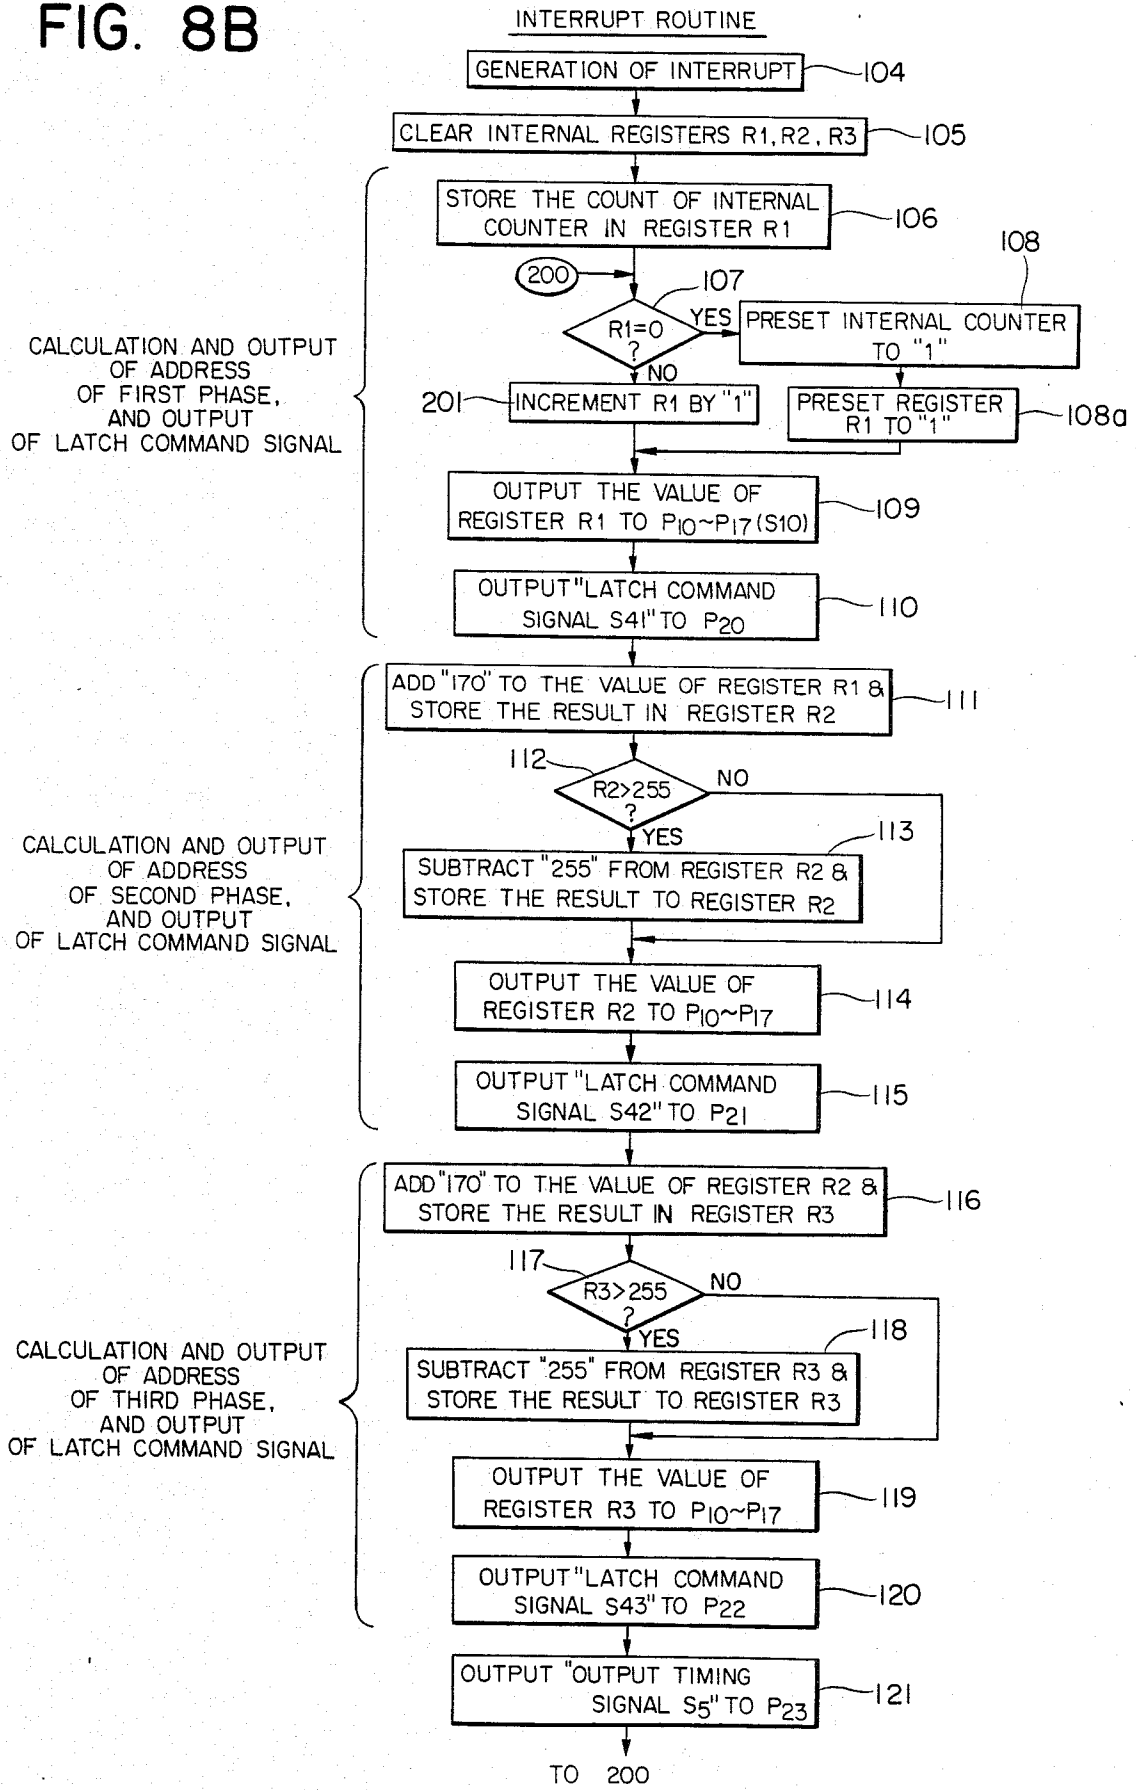 FIG. 8B
INTERRUPT ROUTINE
GENERATION OF INTERRUPT
104
CLEAR INTERNAL REGISTERS R1, R2, R3
105
STORE THE COUNT OF INTERNAL
COUNTER IN REGISTER R1
106
200
107
108
R1=0
?
YES
NO
PRESET INTERNAL COUNTER
TO "1"
201
INCREMENT R1 BY "1"
PRESET REGISTER
R1 TO "1"
108a
CALCULATION AND OUTPUT
OF ADDRESS
OF FIRST PHASE,
AND OUTPUT
OF LATCH COMMAND SIGNAL
OUTPUT THE VALUE OF
REGISTER R1 TO P10~P17(S10)
109
OUTPUT "LATCH COMMAND
SIGNAL S41" TO P20
110
ADD "170" TO THE VALUE OF REGISTER R1 &
STORE THE RESULT IN REGISTER R2
111
112
R2>255
?
NO
YES
113
SUBTRACT "255" FROM REGISTER R2 &
STORE THE RESULT TO REGISTER R2
CALCULATION AND OUTPUT
OF ADDRESS
OF SECOND PHASE,
AND OUTPUT
OF LATCH COMMAND SIGNAL
OUTPUT THE VALUE OF
REGISTER R2 TO P10~P17
114
OUTPUT "LATCH COMMAND
SIGNAL S42" TO P21
115
ADD "170" TO THE VALUE OF REGISTER R2 &
STORE THE RESULT IN REGISTER R3
116
117
R3>255
?
NO
YES
118
SUBTRACT "255" FROM REGISTER R3 &
STORE THE RESULT TO REGISTER R3
CALCULATION AND OUTPUT
OF ADDRESS
OF THIRD PHASE,
AND OUTPUT
OF LATCH COMMAND SIGNAL
OUTPUT THE VALUE OF
REGISTER R3 TO P10~P17
119
OUTPUT "LATCH COMMAND
SIGNAL S43" TO P22
120
OUTPUT "OUTPUT TIMING
SIGNAL S5" TO P23
121
TO 200